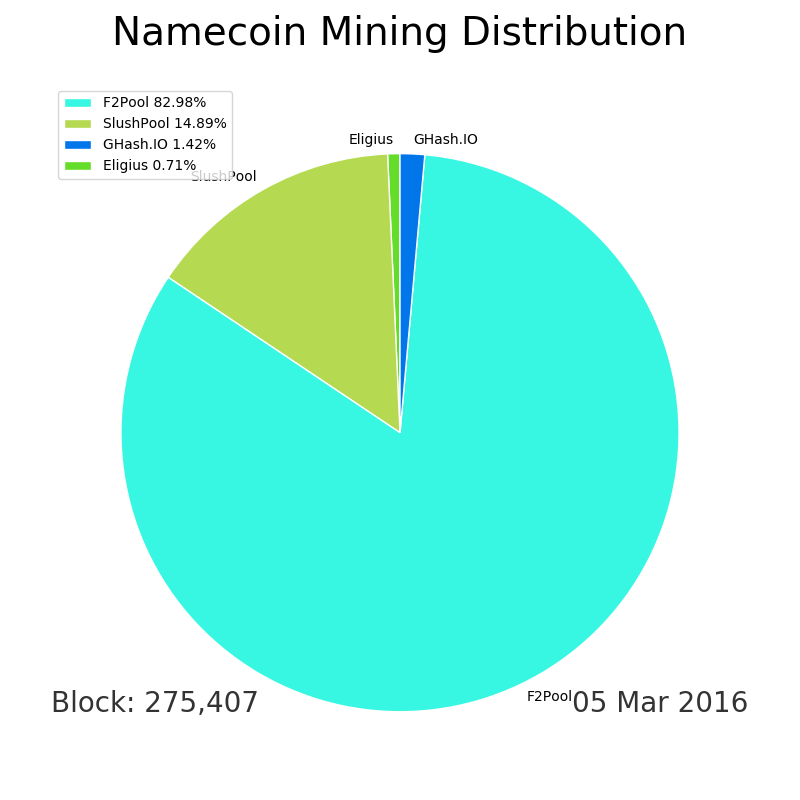 Namecoin Mining Distribution
F2Pool 82.98%
SlushPool 14.89%
GHash.IO 1.42%
Eligius 0.71%
Eligius
GHash.IO
SlushPool
F2Pool
Block: 275,407
05 Mar 2016